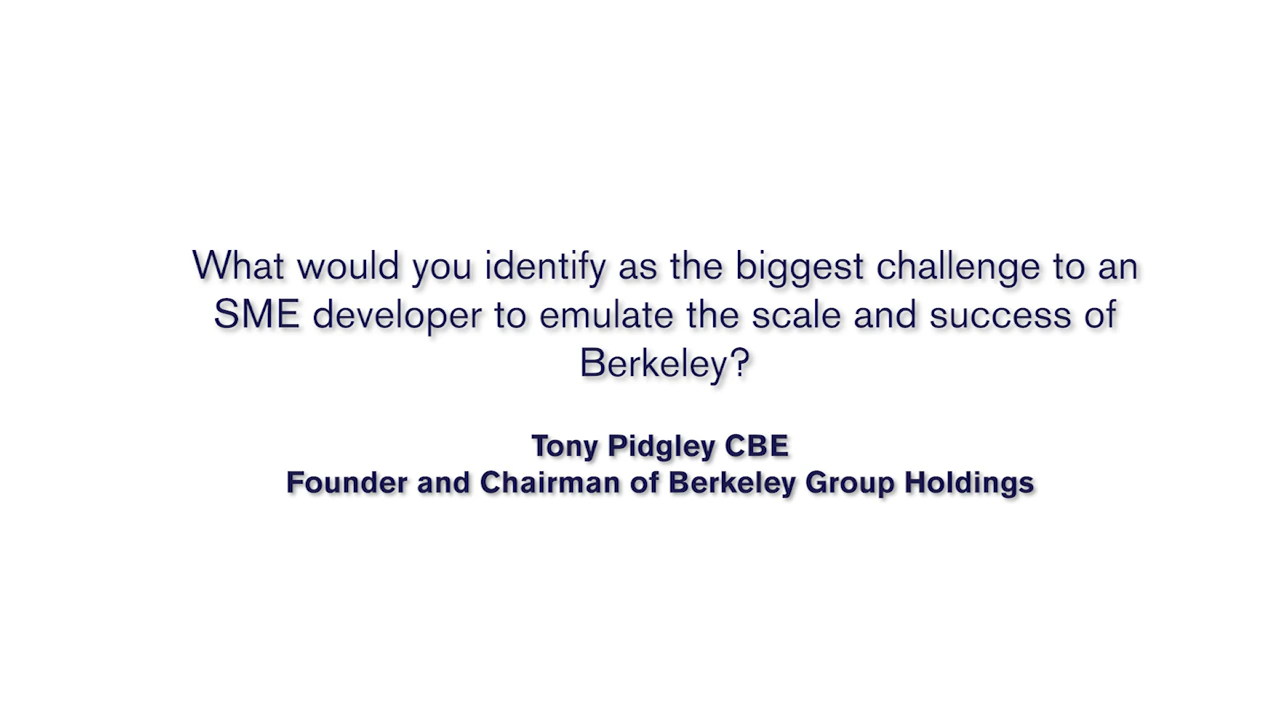 What would you identify as the biggest challenge to an
SME developer to emulate the scale and success of
Berkeley?
Tony Pidgley CBE
Founder and Chairman of Berkeley Group Holdings